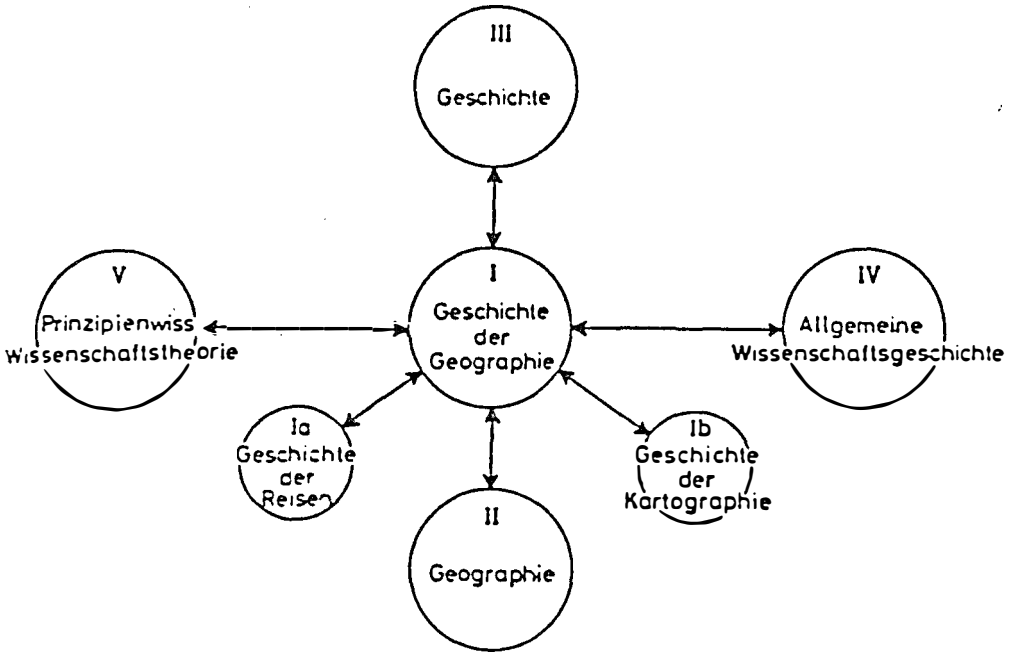 III
Geschichte
V
Prinzipienwiss
Wissenschaftstheorie
I
Geschichte
der
Geographie
IV
Allgemeine
Wissenschaftsgeschichte
Ia
Geschichte
der
Reisen
Ib
Geschichte
der
Kartographie
II
Geographie